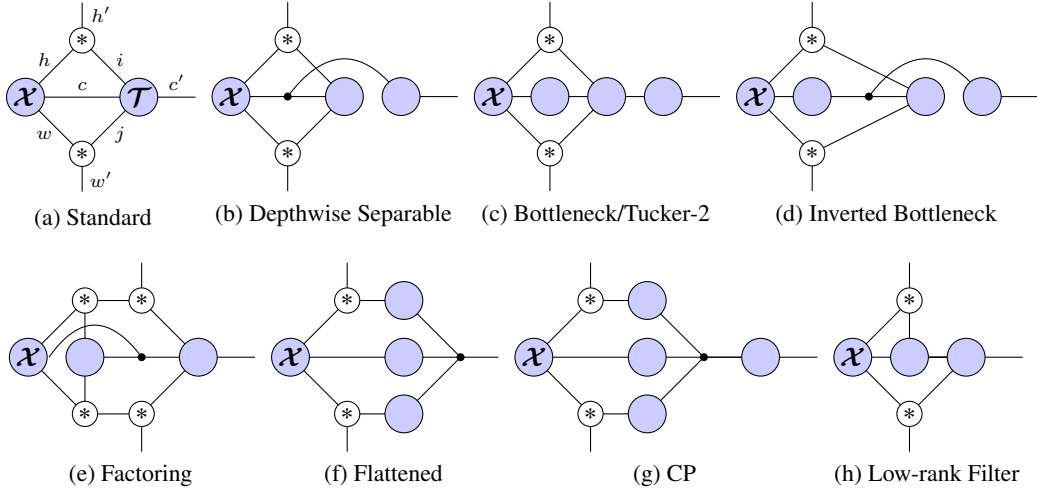 h'
* * * *
h i
c c'
𝓧 𝓣 𝓧 𝓧 𝓧
w j
* * * *
w'
(a) Standard (b) Depthwise Separable (c) Bottleneck/Tucker-2 (d) Inverted Bottleneck
* * * * *
𝓧 𝓧 𝓧 𝓧
* * * * *
(e) Factoring (f) Flattened (g) CP (h) Low-rank Filter